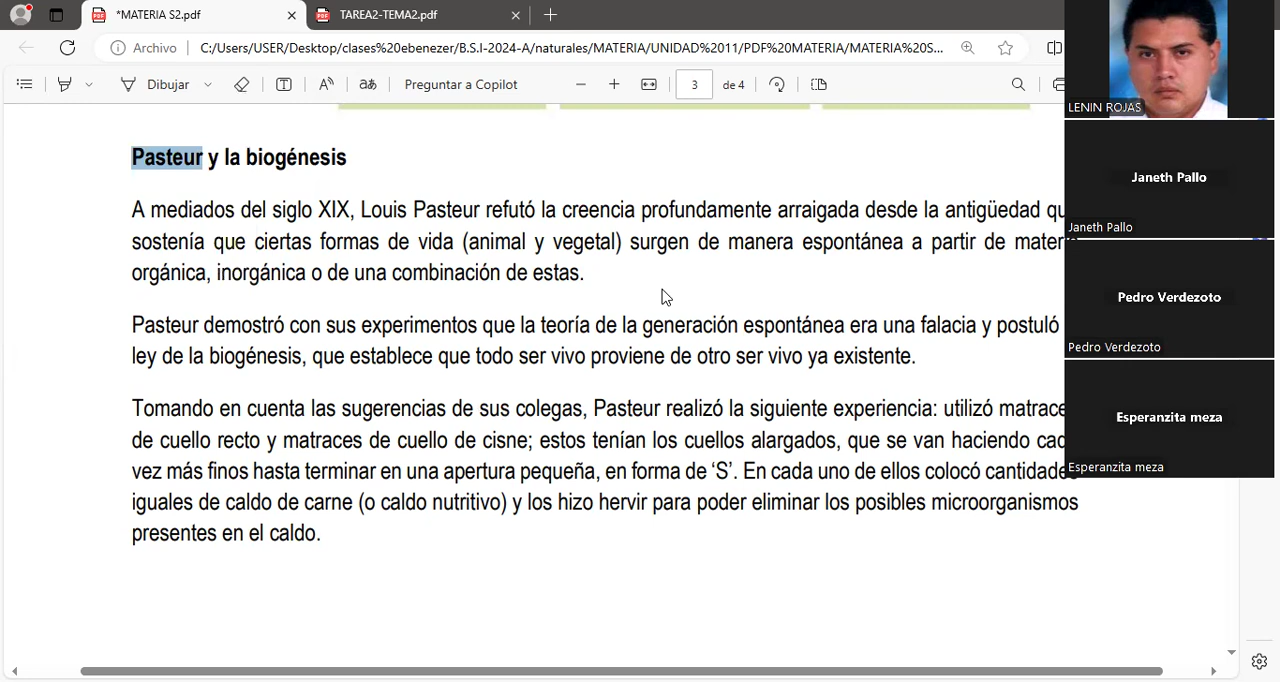 *MATERIA S2.pdf
TAREA2-TEMA2.pdf
Archivo
C:/Users/USER/Desktop/clases%20ebenezer/B.S.I-2024-A/naturales/MATERIA/UNIDAD%2011/PDF%20MATERIA/MATERIA%20S...
Dibujar
Preguntar a Copilot
3
de 4
LENIN ROJAS
Janeth Pallo
Janeth Pallo
Pedro Verdezoto
Pedro Verdezoto
Esperanzita meza
Esperanzita meza
Pasteur y la biogénesis
A mediados del siglo XIX, Louis Pasteur refutó la creencia profundamente arraigada desde la antigüedad qu
sostenía que ciertas formas de vida (animal y vegetal) surgen de manera espontánea a partir de materi
orgánica, inorgánica o de una combinación de estas.
Pasteur demostró con sus experimentos que la teoría de la generación espontánea era una falacia y postuló
ley de la biogénesis, que establece que todo ser vivo proviene de otro ser vivo ya existente.
Tomando en cuenta las sugerencias de sus colegas, Pasteur realizó la siguiente experiencia: utilizó matrace
de cuello recto y matraces de cuello de cisne; estos tenían los cuellos alargados, que se van haciendo cad
vez más finos hasta terminar en una apertura pequeña, en forma de ‘S’. En cada uno de ellos colocó cantidade
iguales de caldo de carne (o caldo nutritivo) y los hizo hervir para poder eliminar los posibles microorganismos
presentes en el caldo.